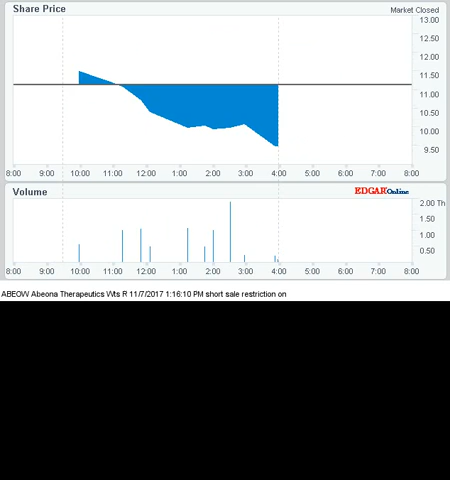 Share Price
Market Closed
13.00
12.50
12.00
11.50
11.00
10.50
10.00
9.50
8:00 9:00 10:00 11:00 12:00 1:00 2:00 3:00 4:00 5:00 6:00 7:00 8:00
Volume
EDGAR Online
2.00 Th
1.50
1.00
0.50
8:00 9:00 10:00 11:00 12:00 1:00 2:00 3:00 4:00 5:00 6:00 7:00 8:00
ABEOW Abeona Therapeutics Wts R 11/7/2017 1:16:10 PM short sale restriction on